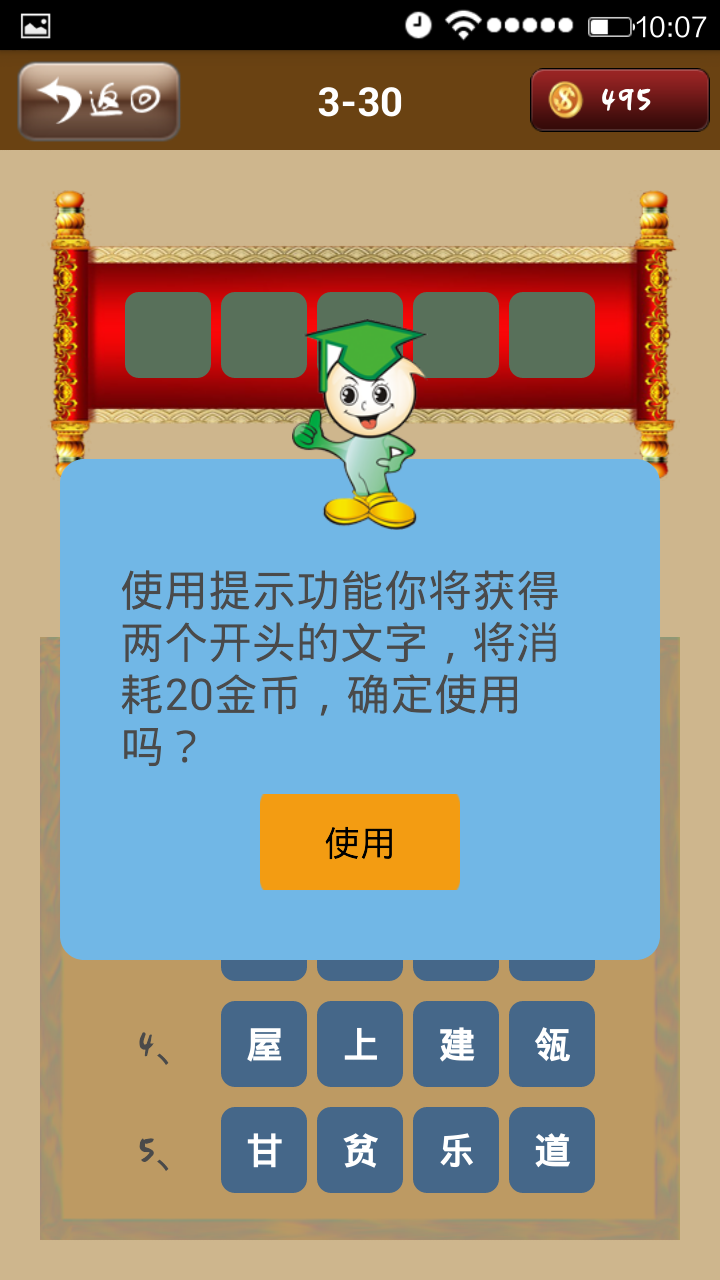 10:07
返回
3-30
495
使用提示功能你将获得
两个开头的文字，将消
耗20金币，确定使用
吗？
使用
4、屋上建瓴
5、甘贫乐道